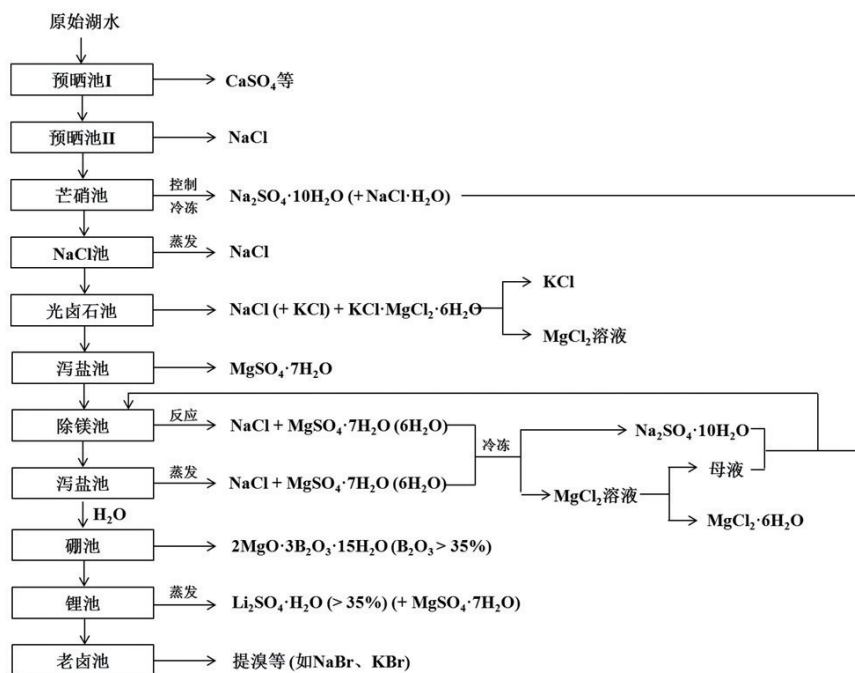 原始湖水
预晒池I
CaSO₄等
预晒池II
NaCl
芒硝池
控制
冷冻
Na₂SO₄·10H₂O (+ NaCl·H₂O)
NaCl池
蒸发
NaCl
光卤石池
NaCl (+ KCl) + KCl·MgCl₂·6H₂O
KCl
MgCl₂溶液
泻盐池
MgSO₄·7H₂O
除镁池
反应
NaCl + MgSO₄·7H₂O (6H₂O)
冷冻
Na₂SO₄·10H₂O
泻盐池
蒸发
NaCl + MgSO₄·7H₂O (6H₂O)
MgCl₂溶液
母液
MgCl₂·6H₂O
H₂O
硼池
2MgO·3B₂O₃·15H₂O (B₂O₃ > 35%)
锂池
蒸发
Li₂SO₄·H₂O (> 35%) (+ MgSO₄·7H₂O)
老卤池
提溴等 (如NaBr、KBr)